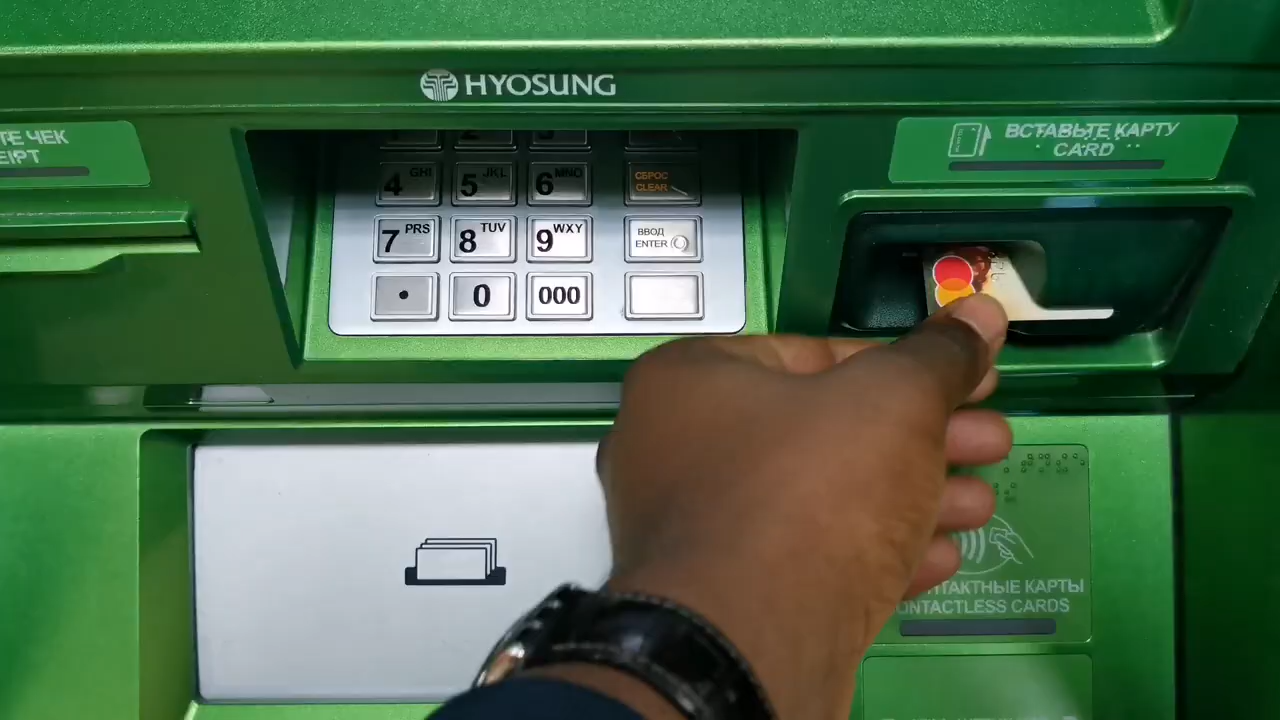 HYOSUNG
ТЕ ЧЕК
EIPT
ВСТАВЬТЕ КАРТУ
CARD
4 GHI
5 JKL
6 MNO
СБРОС
CLEAR
7 PRS
8 TUV
9 WXY
ВВОД
ENTER
0
000
ТАКТНЫЕ КАРТЫ
ONTACTLESS CARDS